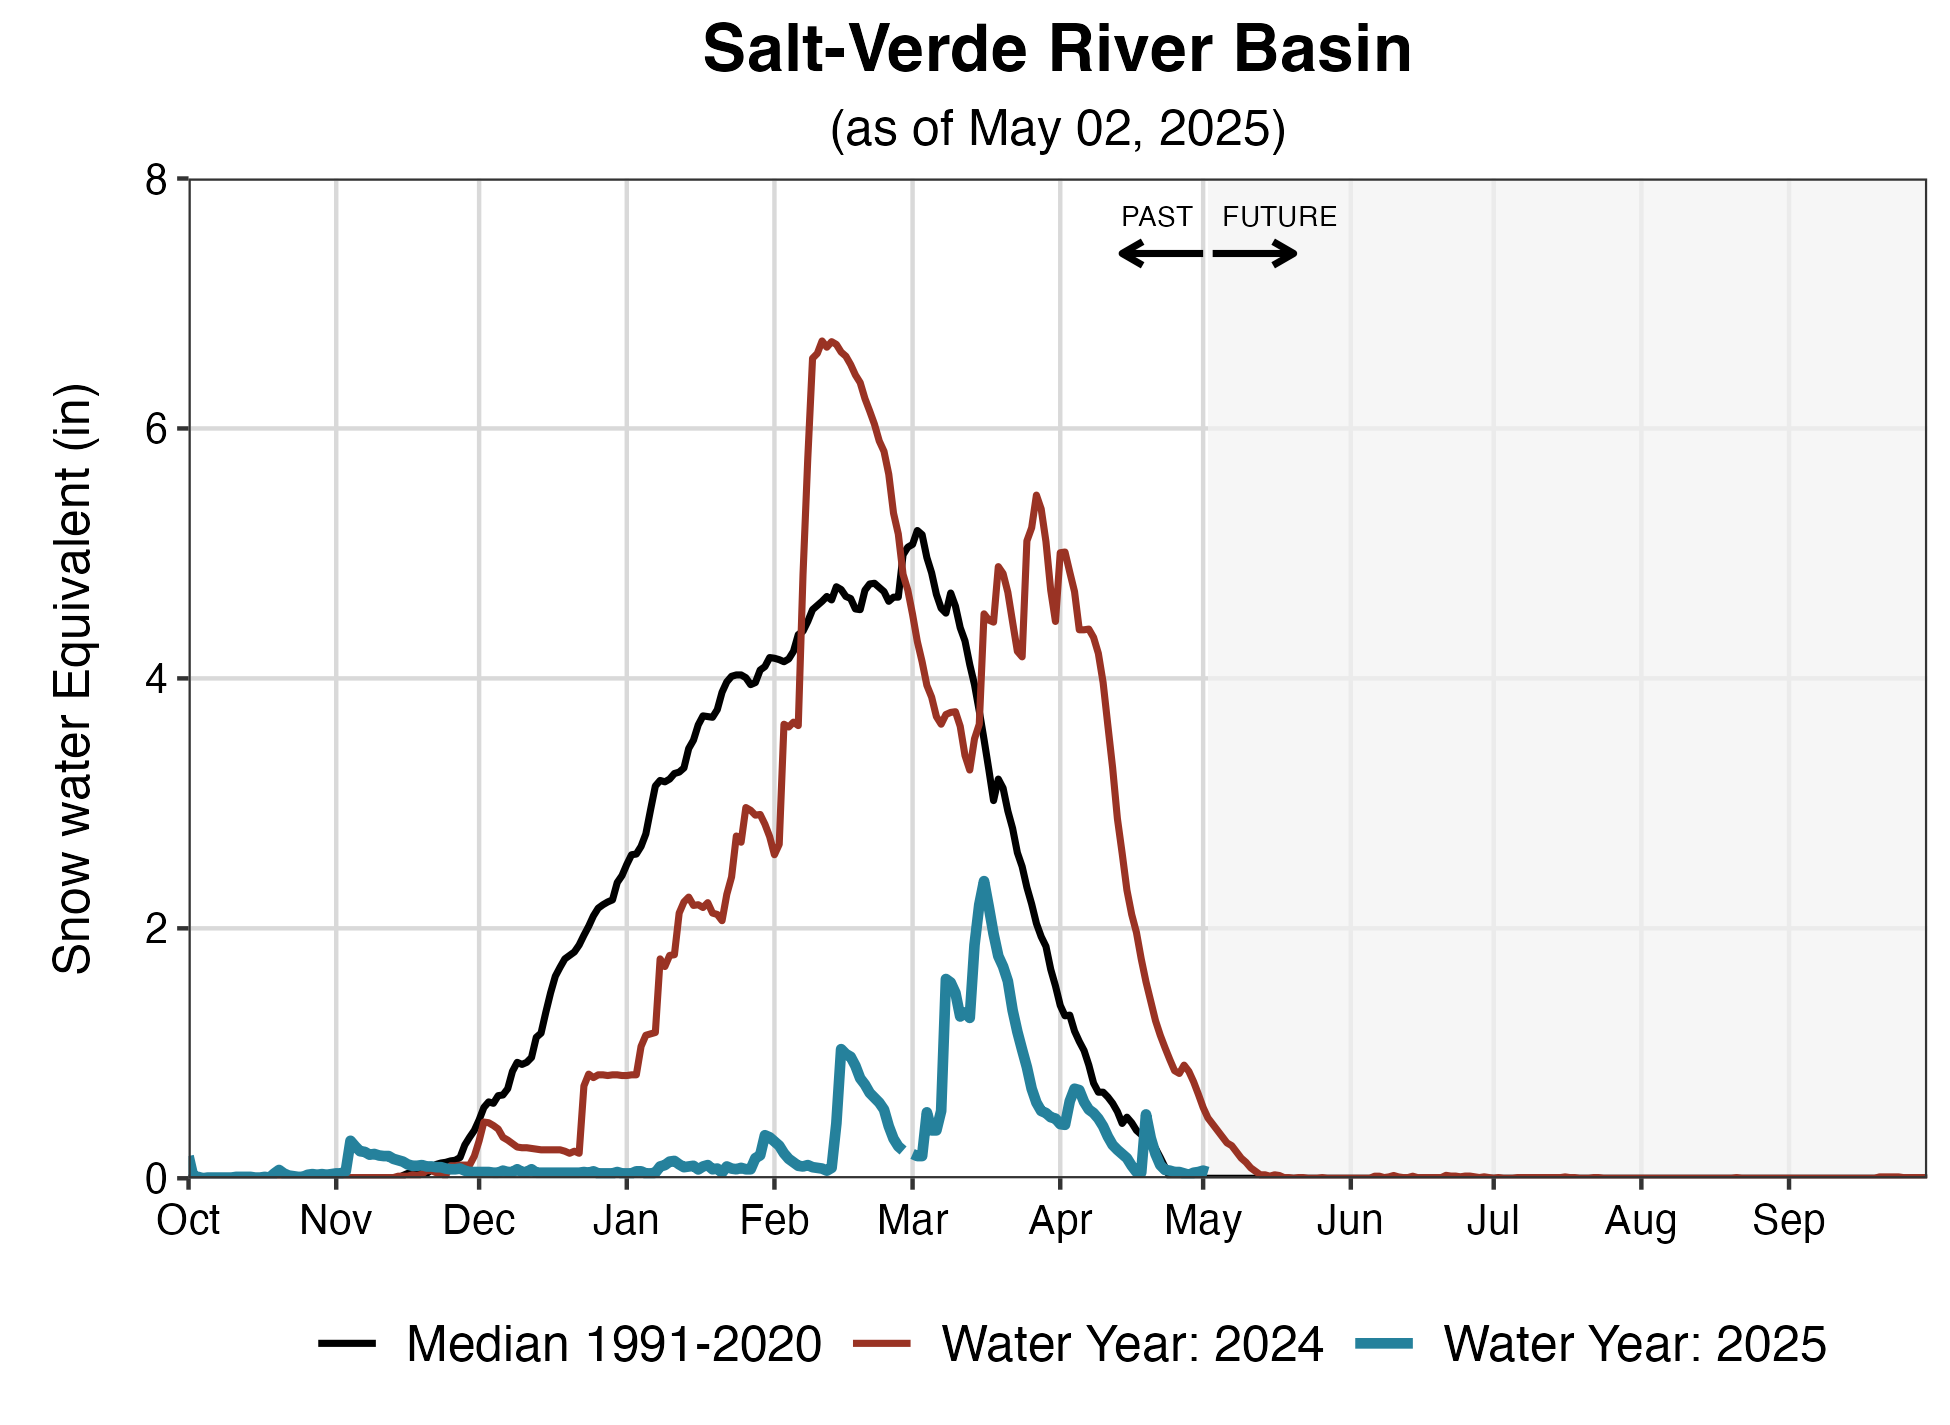 Salt-Verde River Basin
(as of May 02, 2025)
PAST FUTURE
Snow water Equivalent (in)
8
6
4
2
0
Oct Nov Dec Jan Feb Mar Apr May Jun Jul Aug Sep
Median 1991-2020 Water Year: 2024 Water Year: 2025